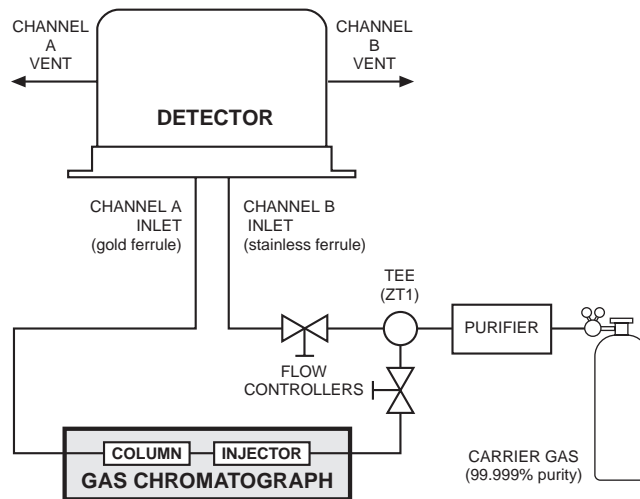 CHANNEL
A
VENT
CHANNEL
B
VENT
DETECTOR
CHANNEL A
INLET
(gold ferrule)
CHANNEL B
INLET
(stainless ferrule)
TEE
(ZT1)
PURIFIER
FLOW
CONTROLLERS
COLUMN
INJECTOR
GAS CHROMATOGRAPH
CARRIER GAS
(99.999% purity)